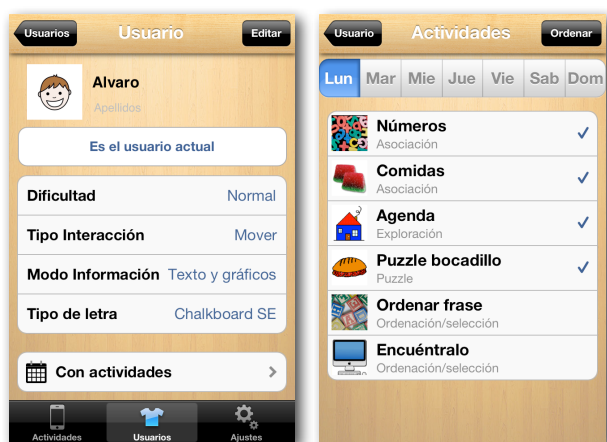 Usuarios Usuario Editar
Alvaro
Apellidos
Es el usuario actual
Dificultad Normal
Tipo Interacción Mover
Modo Información Texto y gráficos
Tipo de letra Chalkboard SE
Con actividades
Actividades Usuarios Ajustes
Usuario Actividades Ordenar
Lun Mar Mie Jue Vie Sab Dom
Números
Asociación
Comidas
Asociación
Agenda
Exploración
Puzzle bocadillo
Puzzle
Ordenar frase
Ordenación/selección
Encuéntralo
Ordenación/selección